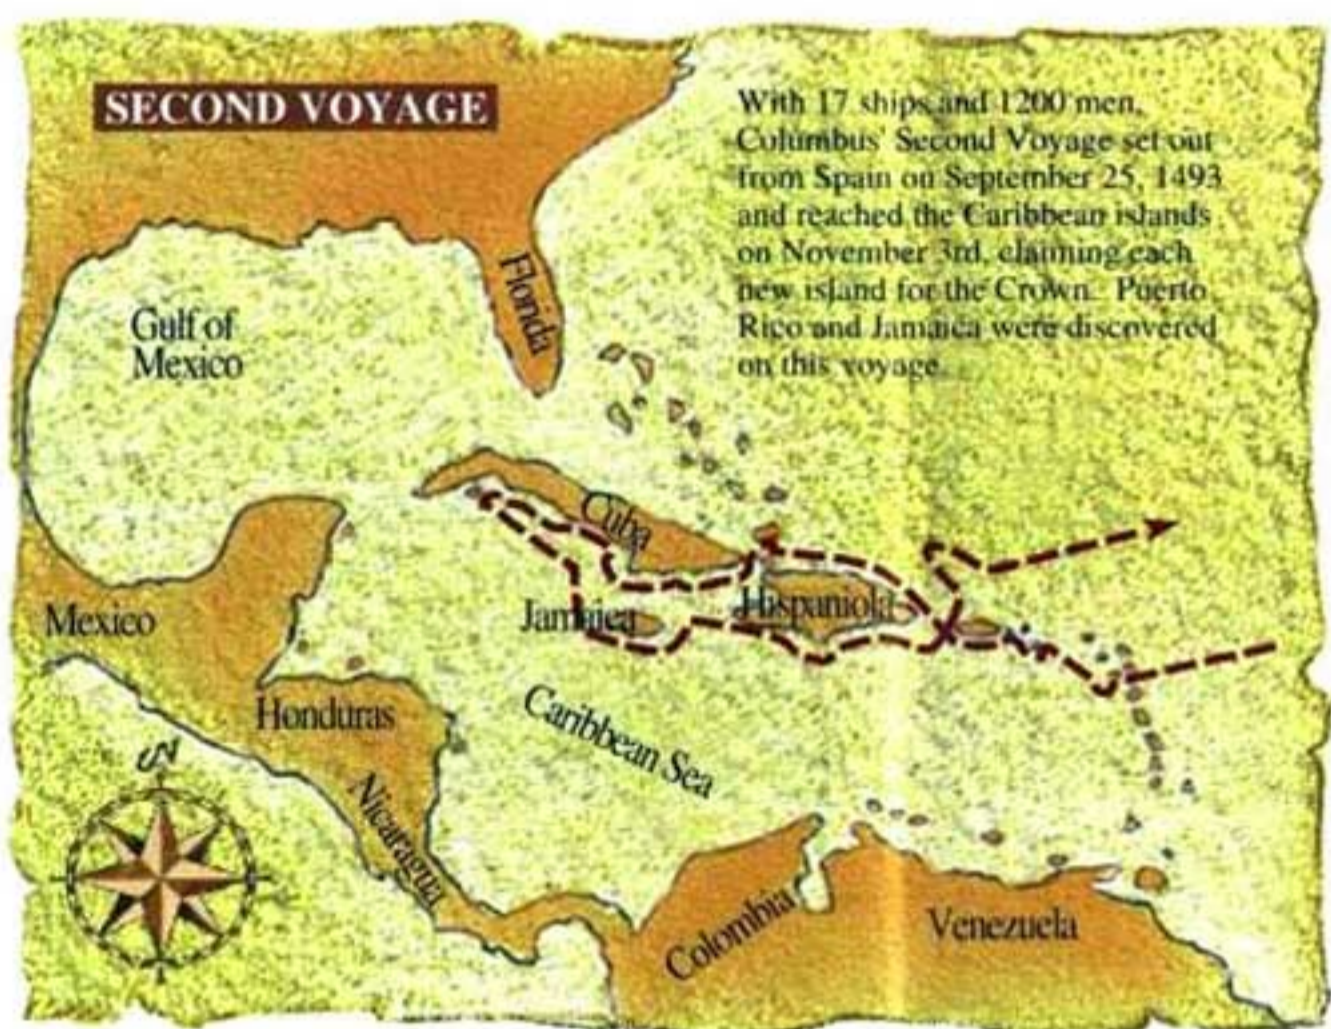 SECOND VOYAGE
With 17 ships and 1200 men,
Columbus' Second Voyage set out
from Spain on September 25, 1493
and reached the Caribbean islands
on November 3rd, claiming each
new island for the Crown. Puerto
Rico and Jamaica were discovered
on this voyage.
Florida
Gulf of
Mexico
Cuba
Jamaica
Hispaniola
Mexico
Honduras
Caribbean Sea
Nicaragua
Colombia
Venezuela
N